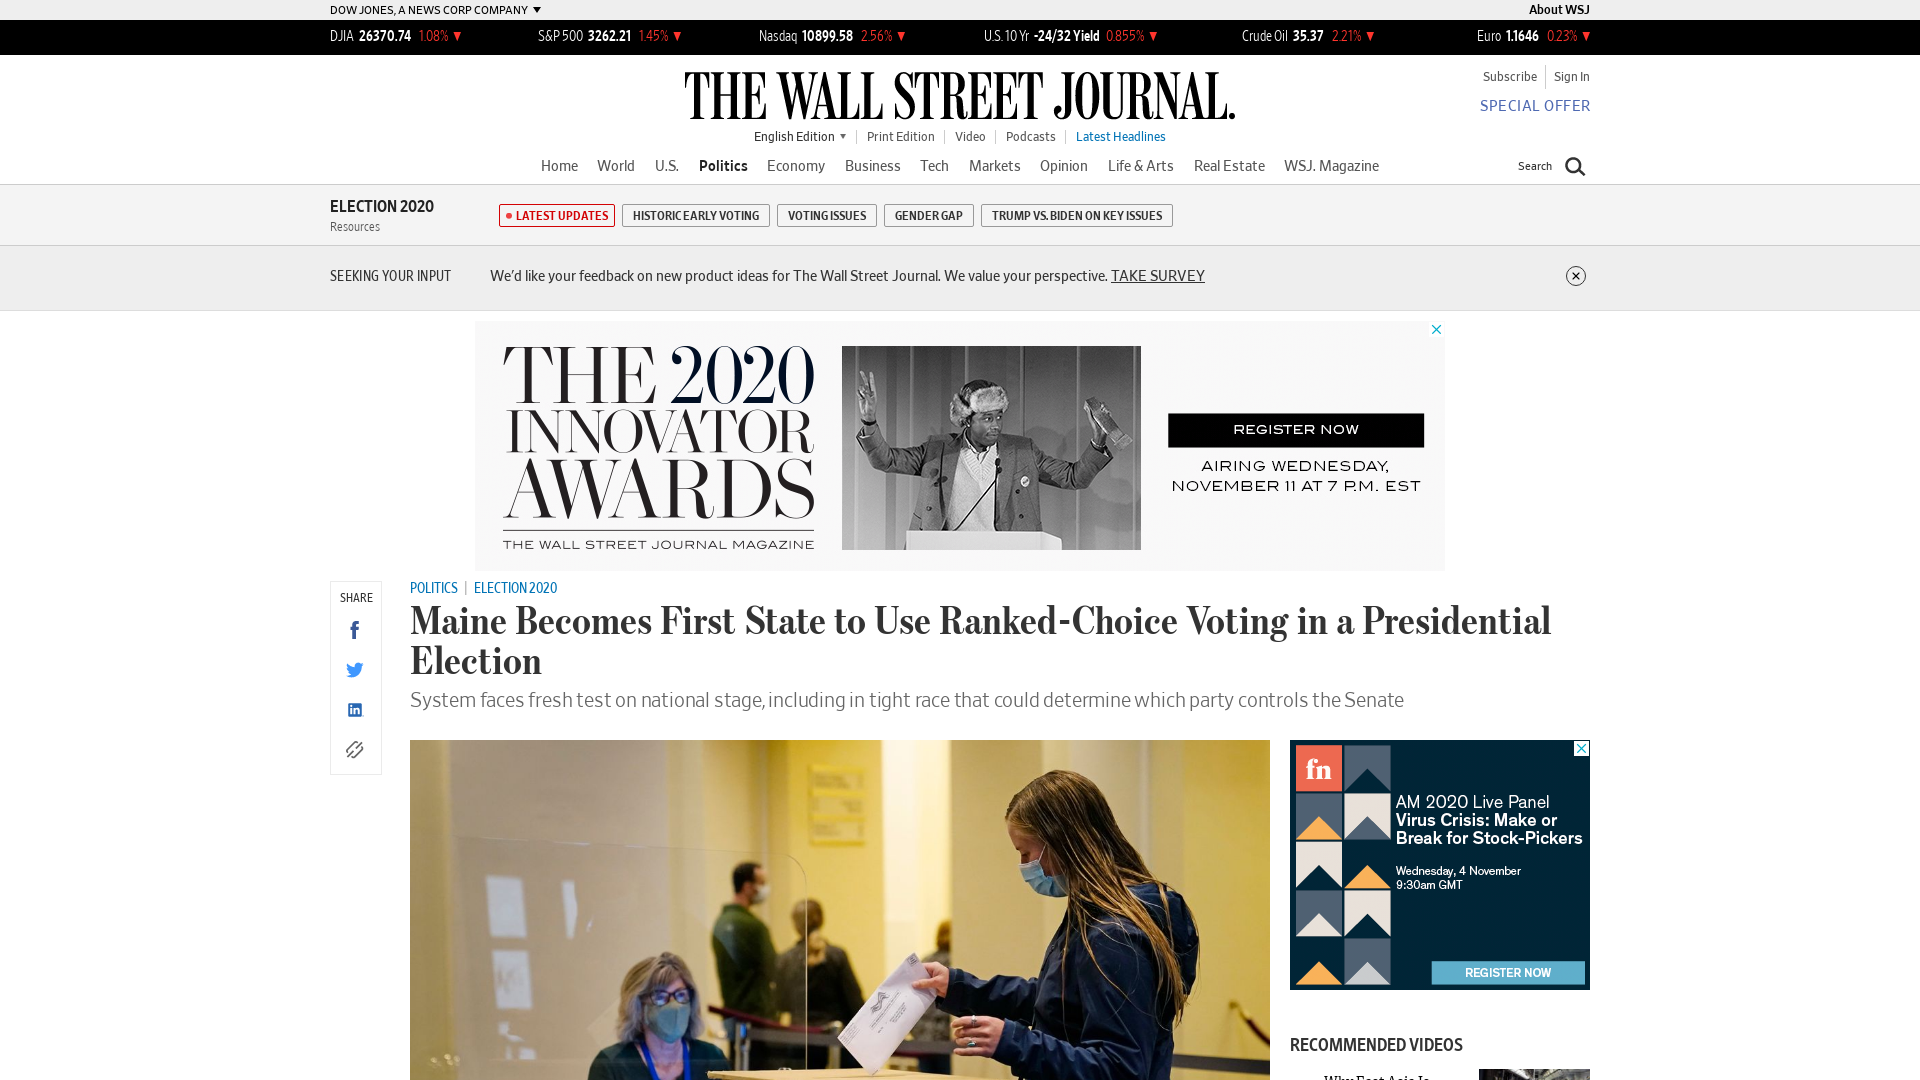 DOW JONES, A NEWS CORP COMPANY
About WSJ
DJIA 26370.74 1.08%
S&P 500 3262.21 1.45%
Nasdaq 10899.58 2.56%
U.S. 10 Yr -24/32 Yield 0.855%
Crude Oil 35.37 2.21%
Euro 1.1646 0.23%
THE WALL STREET JOURNAL.
Subscribe
Sign In
SPECIAL OFFER
English Edition
Print Edition
Video
Podcasts
Latest Headlines
Home
World
U.S.
Politics
Economy
Business
Tech
Markets
Opinion
Life & Arts
Real Estate
WSJ. Magazine
Search
ELECTION 2020
Resources
LATEST UPDATES
HISTORIC EARLY VOTING
VOTING ISSUES
GENDER GAP
TRUMP VS. BIDEN ON KEY ISSUES
SEEKING YOUR INPUT
We’d like your feedback on new product ideas for The Wall Street Journal. We value your perspective. TAKE SURVEY
THE 2020
INNOVATOR
AWARDS
THE WALL STREET JOURNAL MAGAZINE
REGISTER NOW
AIRING WEDNESDAY,
NOVEMBER 11 AT 7 P.M. EST
SHARE
POLITICS | ELECTION 2020
Maine Becomes First State to Use Ranked-Choice Voting in a Presidential
Election
System faces fresh test on national stage, including in tight race that could determine which party controls the Senate
fn
AM 2020 Live Panel
Virus Crisis: Make or
Break for Stock-Pickers
Wednesday, 4 November
9:30am GMT
REGISTER NOW
RECOMMENDED VIDEOS
Why East Asia Is